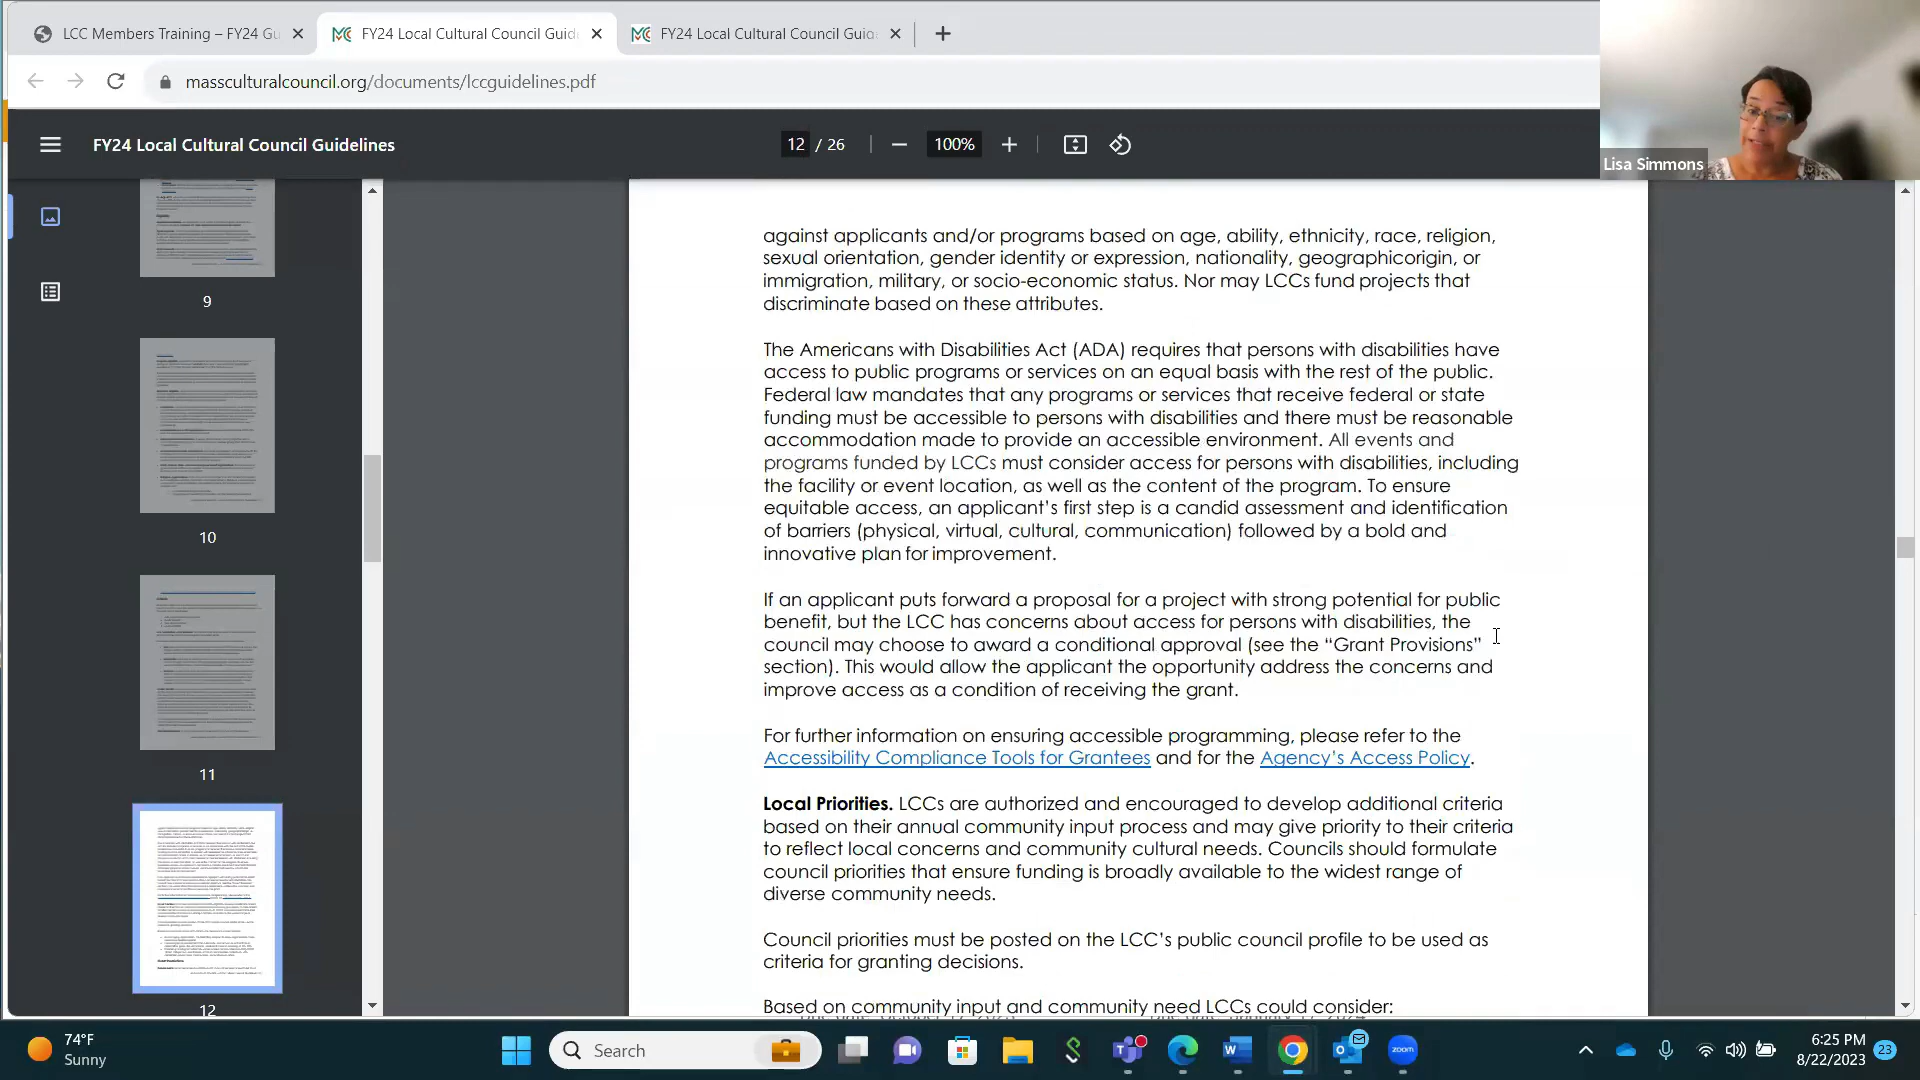 LCC Members Training – FY24 Gu
FY24 Local Cultural Council Guid
FY24 Local Cultural Council Guid
massculturalcouncil.org/documents/lccguidelines.pdf
FY24 Local Cultural Council Guidelines
12 / 26
100%
Lisa Simmons
9
10
11
12
against applicants and/or programs based on age, ability, ethnicity, race, religion,
sexual orientation, gender identity or expression, nationality, geographicorigin, or
immigration, military, or socio-economic status. Nor may LCCs fund projects that
discriminate based on these attributes.
The Americans with Disabilities Act (ADA) requires that persons with disabilities have
access to public programs or services on an equal basis with the rest of the public.
Federal law mandates that any programs or services that receive federal or state
funding must be accessible to persons with disabilities and there must be reasonable
accommodation made to provide an accessible environment. All events and
programs funded by LCCs must consider access for persons with disabilities, including
the facility or event location, as well as the content of the program. To ensure
equitable access, an applicant’s first step is a candid assessment and identification
of barriers (physical, virtual, cultural, communication) followed by a bold and
innovative plan for improvement.
If an applicant puts forward a proposal for a project with strong potential for public
benefit, but the LCC has concerns about access for persons with disabilities, the
council may choose to award a conditional approval (see the “Grant Provisions”
section). This would allow the applicant the opportunity address the concerns and
improve access as a condition of receiving the grant.
For further information on ensuring accessible programming, please refer to the
Accessibility Compliance Tools for Grantees and for the Agency’s Access Policy.
Local Priorities. LCCs are authorized and encouraged to develop additional criteria
based on their annual community input process and may give priority to their criteria
to reflect local concerns and community cultural needs. Councils should formulate
council priorities that ensure funding is broadly available to the widest range of
diverse community needs.
Council priorities must be posted on the LCC’s public council profile to be used as
criteria for granting decisions.
Based on community input and community need LCCs could consider:
74°F
Sunny
Search
zoom
6:25 PM
8/22/2023
23